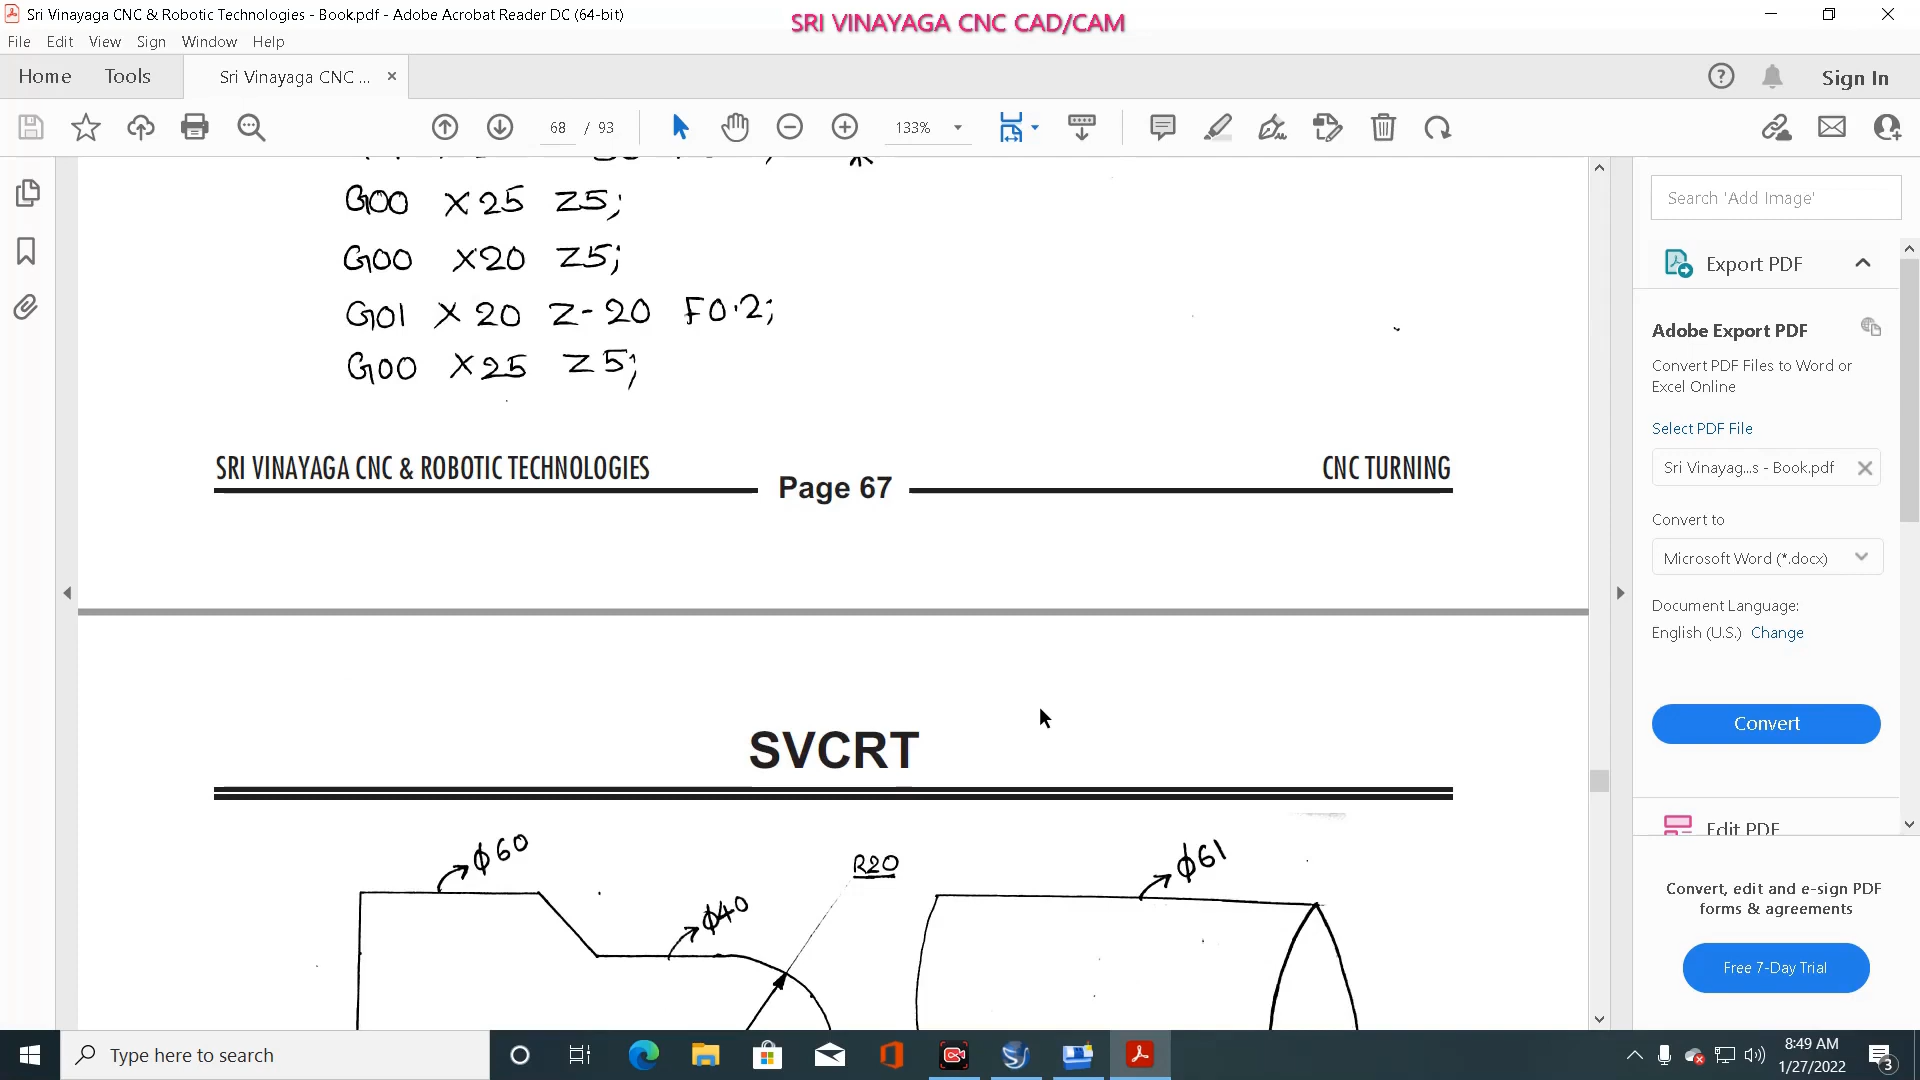 Sri Vinayaga CNC & Robotic Technologies - Book.pdf - Adobe Acrobat Reader DC (64-bit)
SRI VINAYAGA CNC CAD/CAM
File Edit View Sign Window Help
Home Tools Sri Vinayaga CNC ... × Sign In
68 / 93 133%
G00 X25 Z5;
G00 X20 Z5;
G01 X20 Z-20 F0.2;
G00 X25 Z5;
SRI VINAYAGA CNC & ROBOTIC TECHNOLOGIES Page 67 CNC TURNING
SVCRT
ϕ60
ϕ40
R20
ϕ61
Search 'Add Image'
Export PDF
Adobe Export PDF
Convert PDF Files to Word or
Excel Online
Select PDF File
Sri Vinayag...s - Book.pdf
Convert to
Microsoft Word (*.docx)
Document Language:
English (U.S.) Change
Convert
Edit PDF
Convert, edit and e-sign PDF
forms & agreements
Free 7-Day Trial
Type here to search
8:49 AM
1/27/2022
3